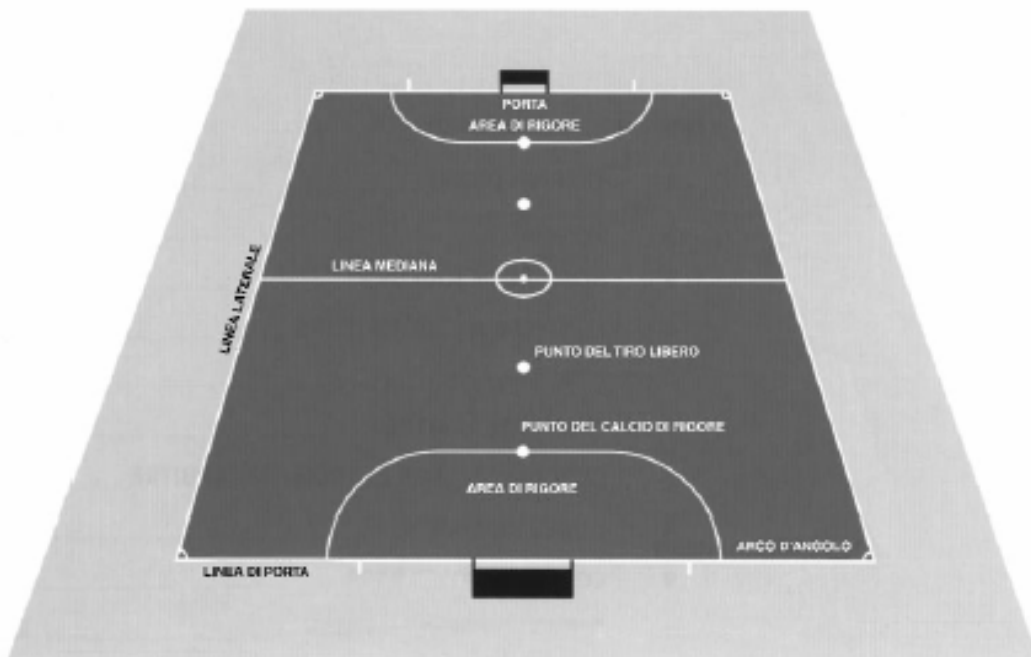 PORTA
AREA DI RIGORE
LINEA LATERALE
LINEA MEDIANA
PUNTO DEL TIRO LIBERO
PUNTO DEL CALCIO DI RIGORE
AREA DI RIGORE
ARCO D'ANGOLO
LINEA DI PORTA